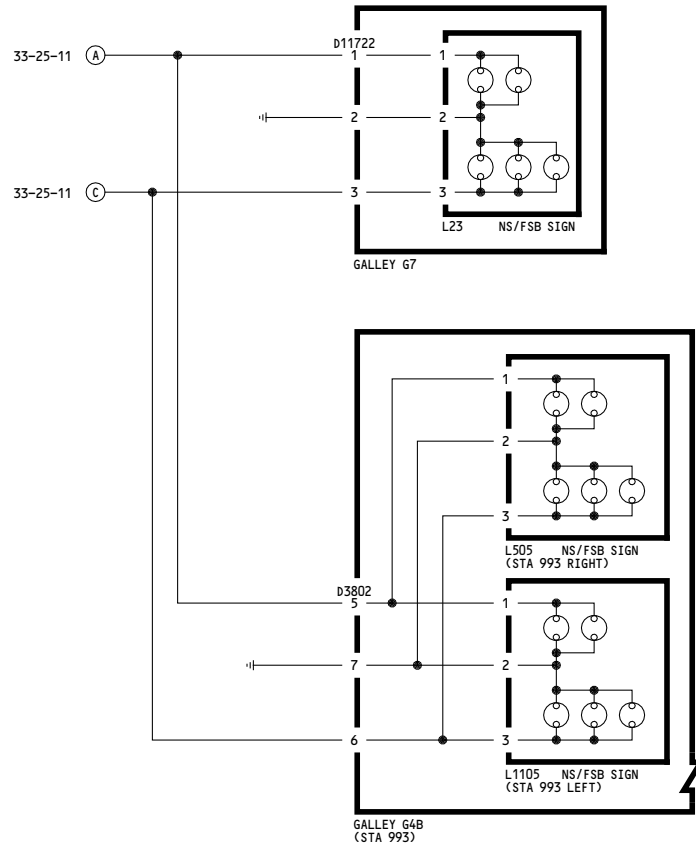 D11722
33-25-11 A 1 1
2 2
33-25-11 C 3 3
L23 NS/FSB SIGN
GALLEY G7
1
2
3
L505 NS/FSB SIGN
(STA 993 RIGHT)
D3802
5 1
7 2
6 3
L1105 NS/FSB SIGN
(STA 993 LEFT)
GALLEY G4B
(STA 993)